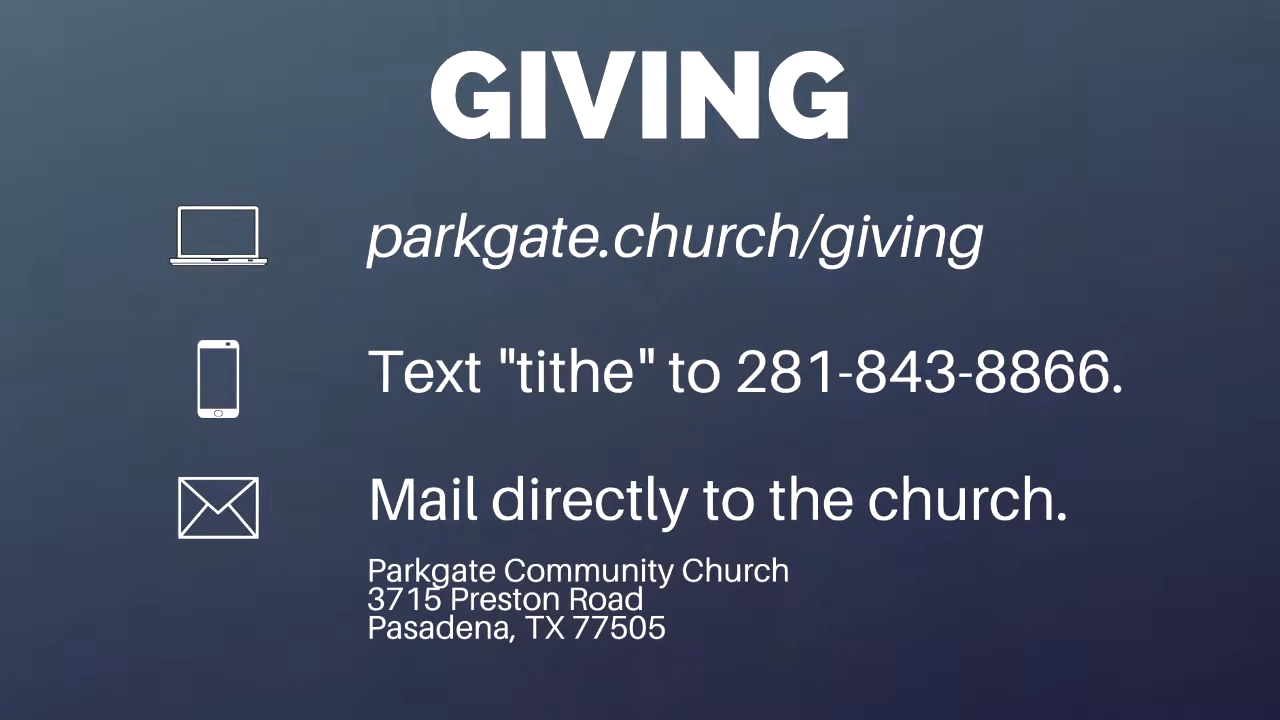 GIVING
parkgate.church/giving
Text "tithe" to 281-843-8866.
Mail directly to the church.
Parkgate Community Church
3715 Preston Road
Pasadena, TX 77505